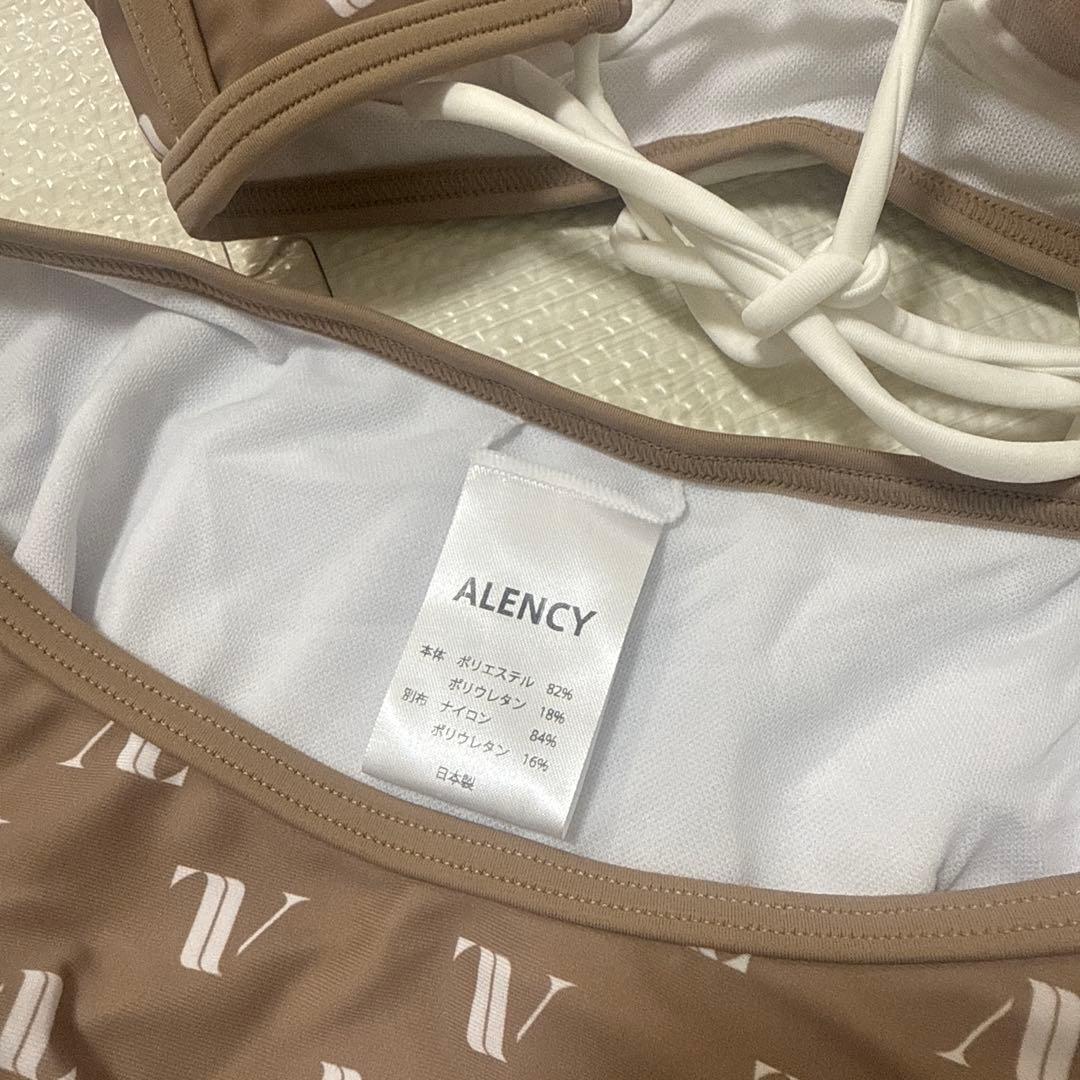 ALENCY
本体 ポリエステル 82%
ポリウレタン 18%
別布 ナイロン 84%
ポリウレタン 16%
日本製